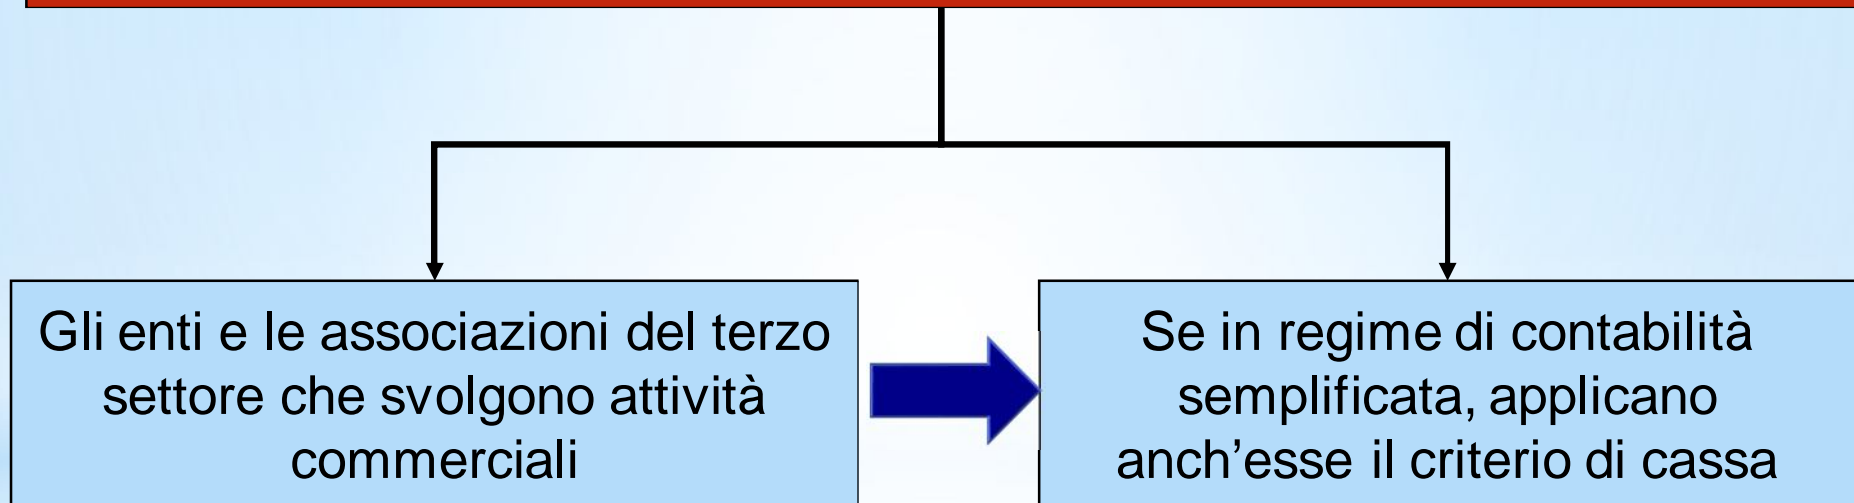 Gli enti e le associazioni del terzo
settore che svolgono attività
commerciali
Se in regime di contabilità
semplificata, applicano
anch’esse il criterio di cassa